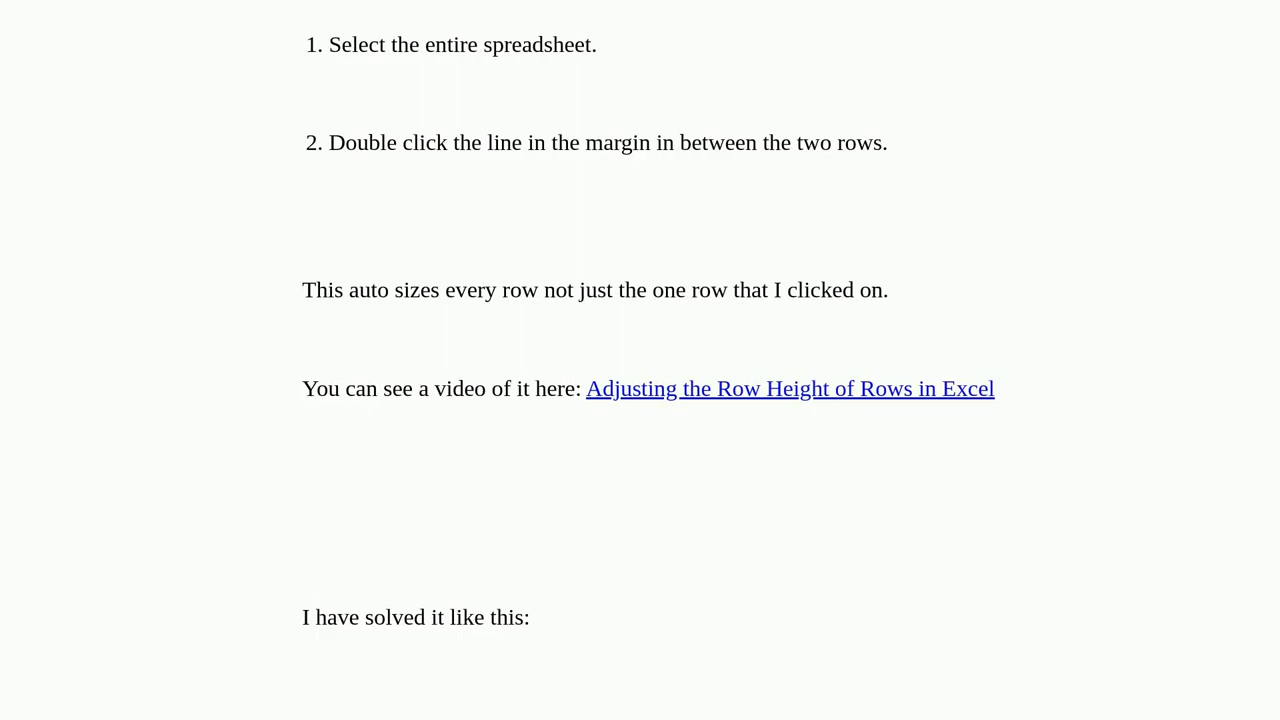 1. Select the entire spreadsheet.
2. Double click the line in the margin in between the two rows.
This auto sizes every row not just the one row that I clicked on.
You can see a video of it here: Adjusting the Row Height of Rows in Excel
I have solved it like this: